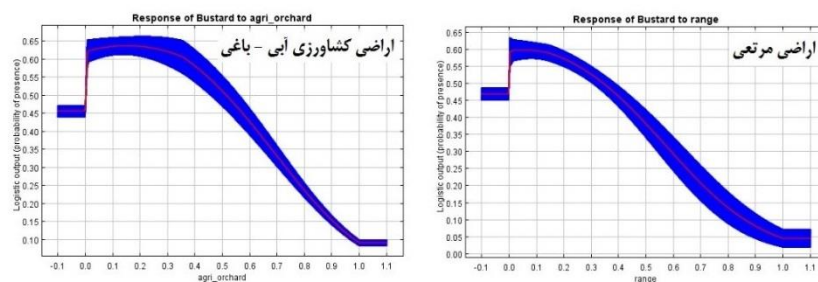 Response of Bustard to agri_orchard
اراضی کشاورزی آبی - باغی
Logistic output (probability of presence)
0.65
0.60
0.55
0.50
0.45
0.40
0.35
0.30
0.25
0.20
0.15
0.10
-0.1 0.0 0.1 0.2 0.3 0.4 0.5 0.6 0.7 0.8 0.9 1.0 1.1
agri_orchard
Response of Bustard to range
اراضی مرتعی
Logistic output (probability of presence)
0.65
0.60
0.55
0.50
0.45
0.40
0.35
0.30
0.25
0.20
0.15
0.10
0.05
0.00
-0.1 0.0 0.1 0.2 0.3 0.4 0.5 0.6 0.7 0.8 0.9 1.0 1.1
range